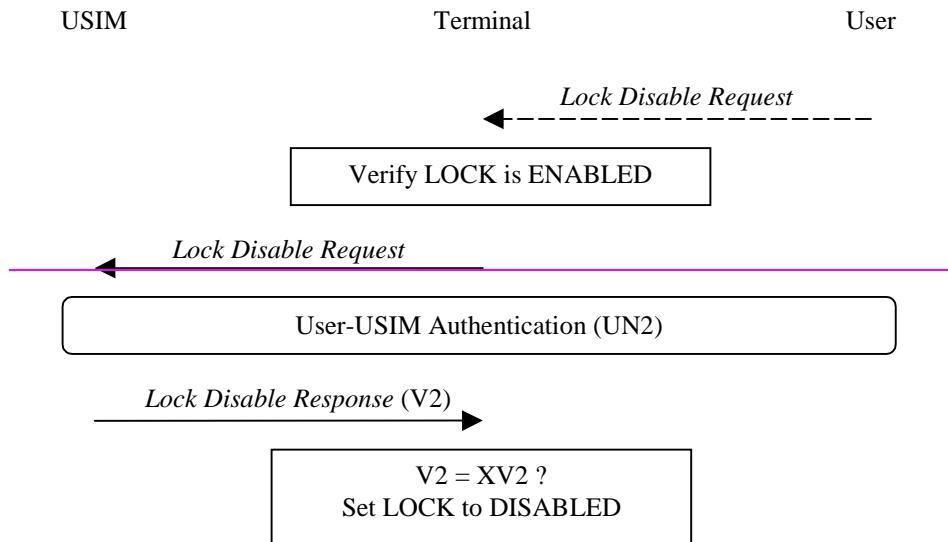 USIM Terminal User
Lock Disable Request
Verify LOCK is ENABLED
Lock Disable Request
User-USIM Authentication (UN2)
Lock Disable Response (V2)
V2 = XV2 ?
Set LOCK to DISABLED